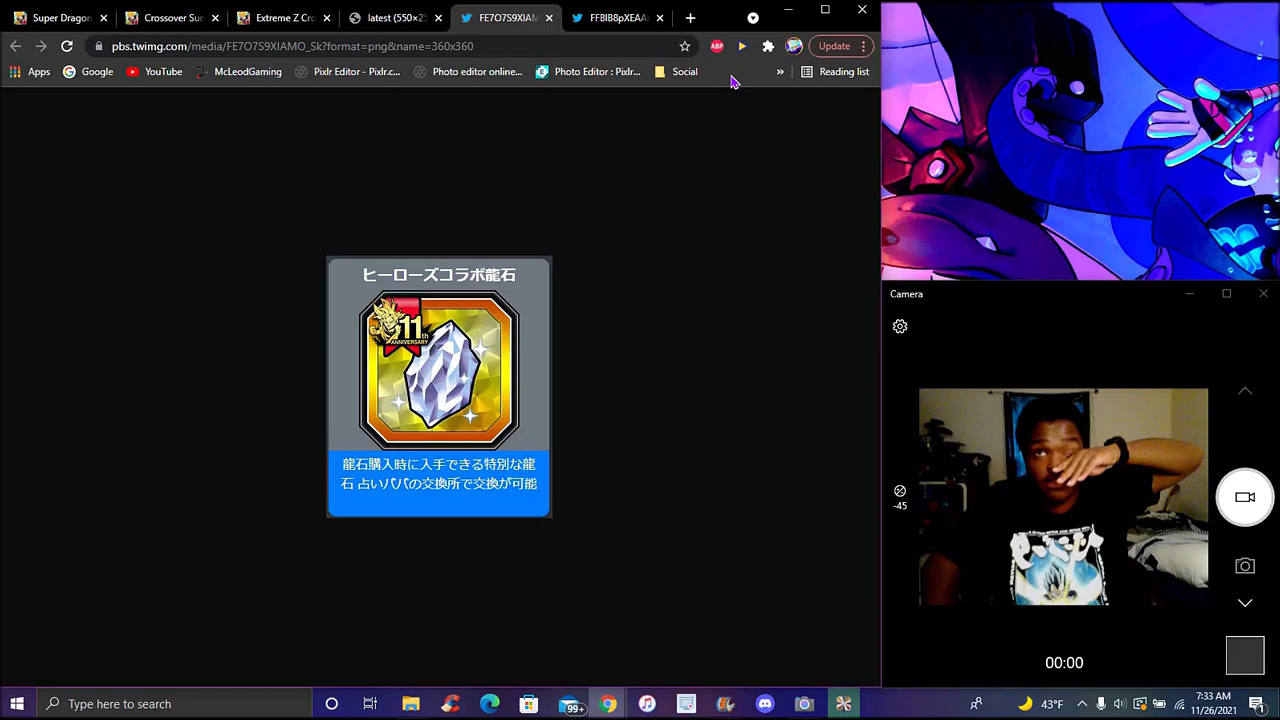 Super Dragon
Crossover Sum
Extreme Z Cro
latest (550×25
FE7O7S9XIAM
FFBIB8pXEAA
pbs.twimg.com/media/FE7O7S9XIAMO_Sk?format=png&name=360x360
ABP
Update
Apps
Google
YouTube
McLeodGaming
Pixlr Editor - Pixlr.c...
Photo editor online...
Photo Editor : Pixlr...
Social
»
Reading list
ヒーローズコラボ龍石
11th
ANNIVERSARY
龍石購入時に入手できる特別な龍
石 占いババの交換所で交換が可能
Camera
-45
00:00
Type here to search
99+
43°F
7:33 AM
11/26/2021